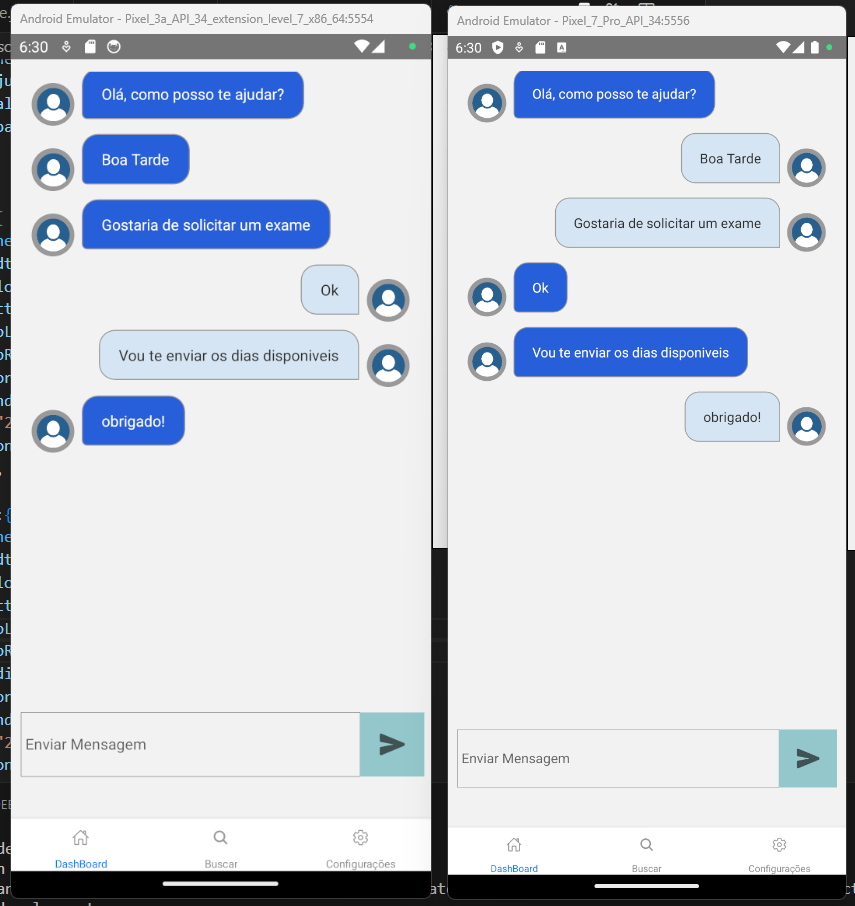 Android Emulator - Pixel_3a_API_34_extension_level_7_x86_64:5554
6:30
Olá, como posso te ajudar?
Boa Tarde
Gostaria de solicitar um exame
Ok
Vou te enviar os dias disponiveis
obrigado!
Enviar Mensagem
DashBoard
Buscar
Configurações
Android Emulator - Pixel_7_Pro_API_34:5556
6:30
A
Olá, como posso te ajudar?
Boa Tarde
Gostaria de solicitar um exame
Ok
Vou te enviar os dias disponiveis
obrigado!
Enviar Mensagem
DashBoard
Buscar
Configurações